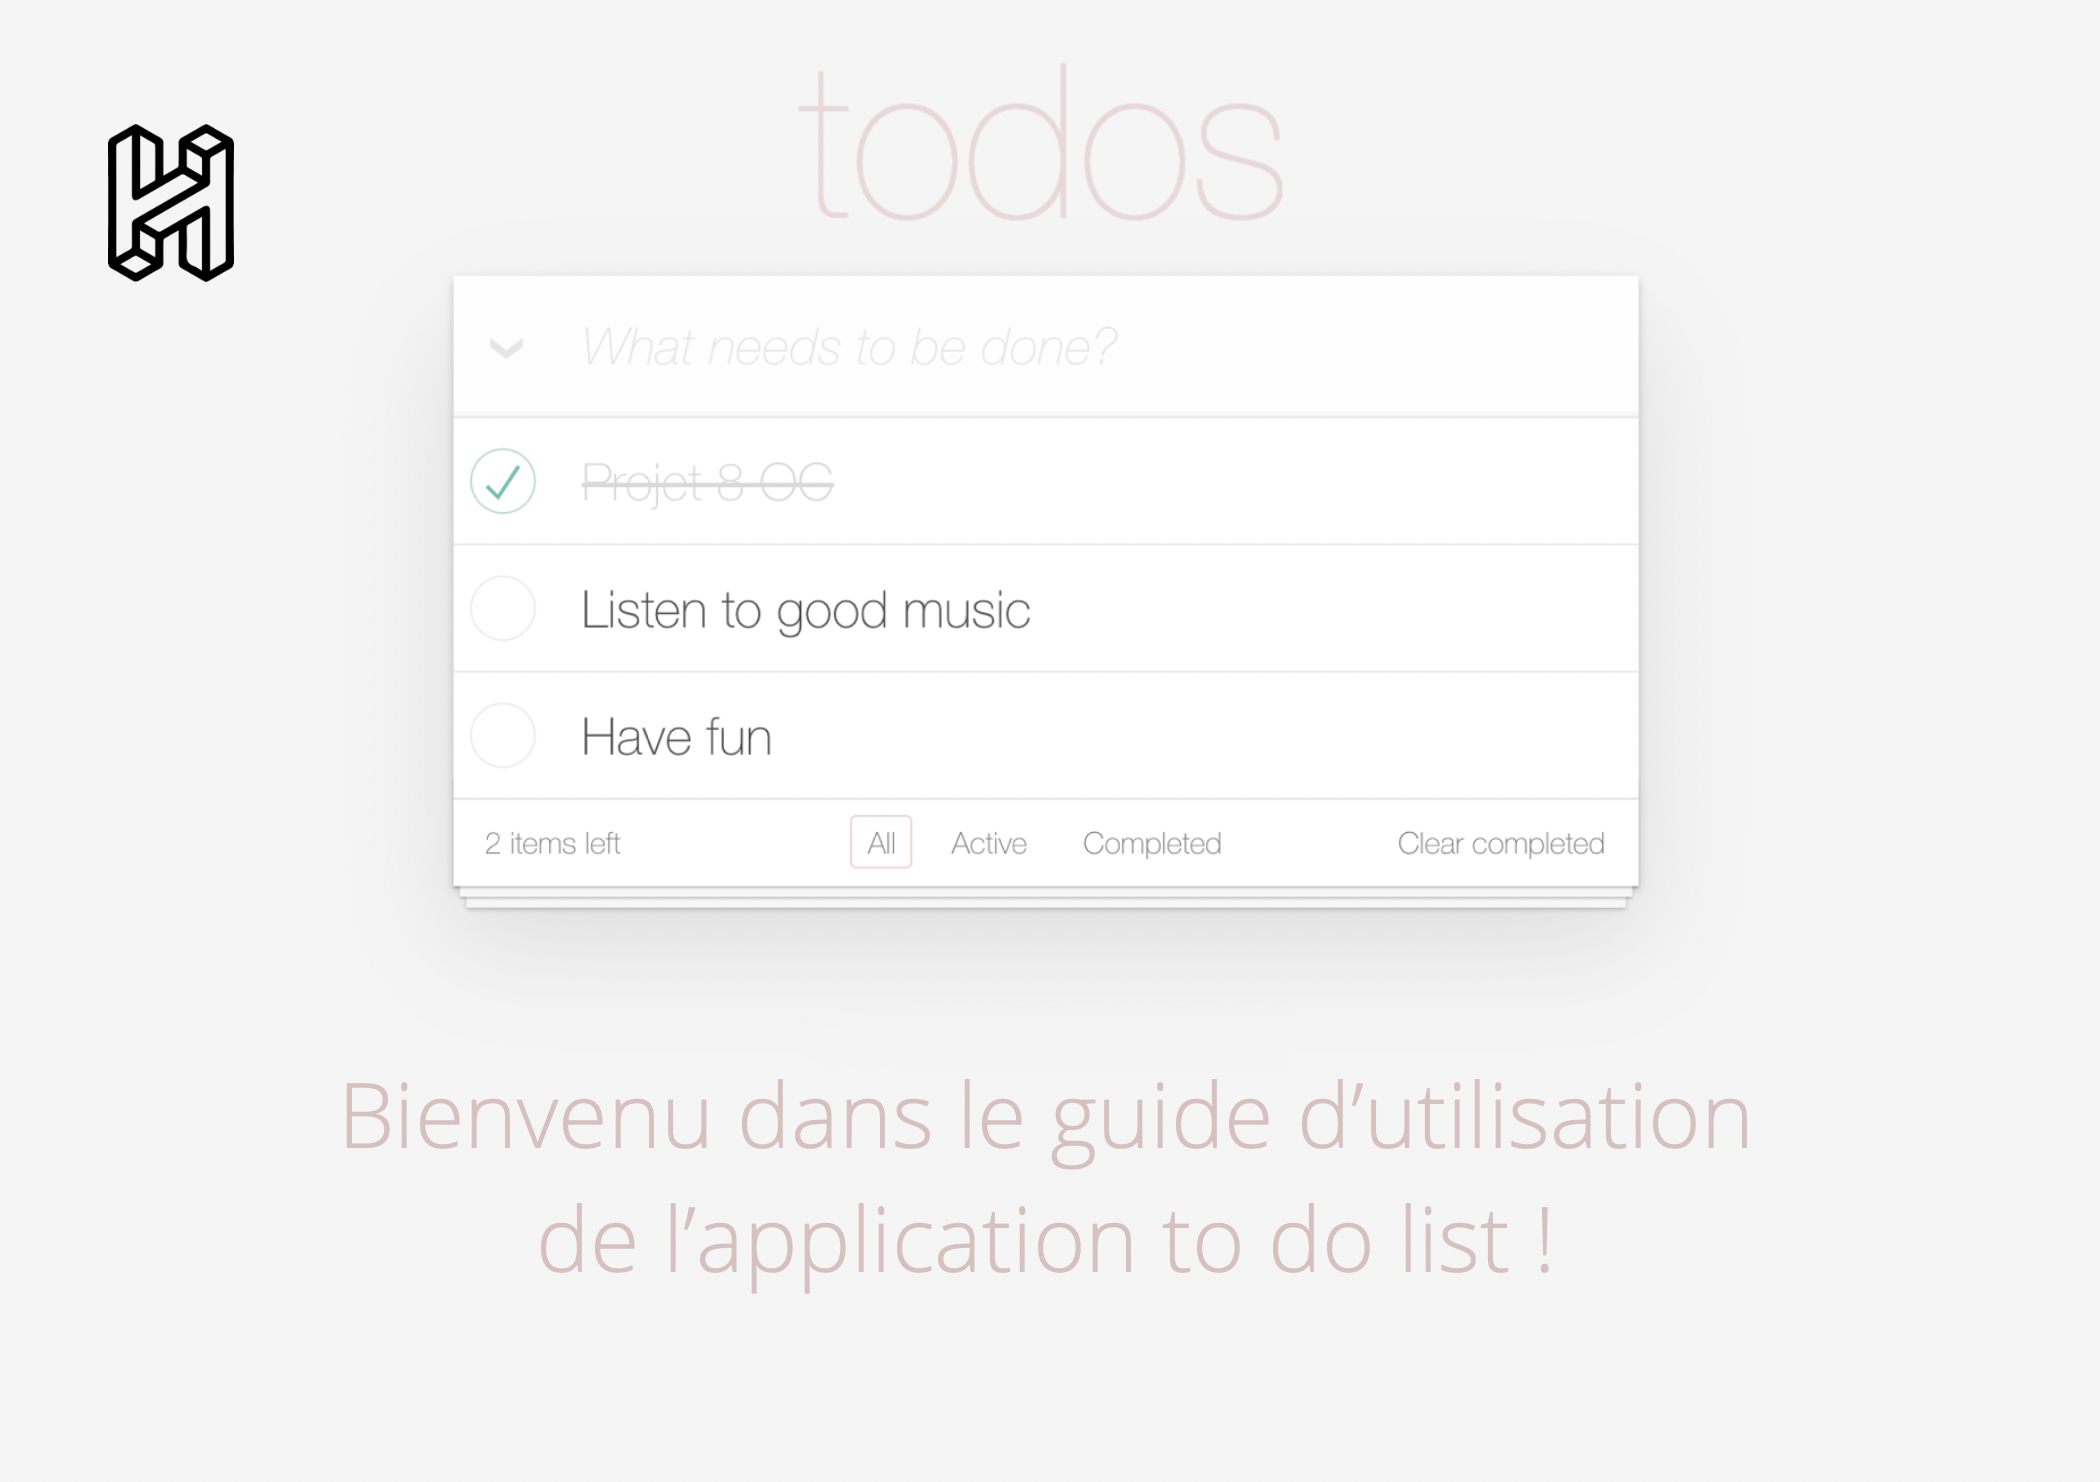 todos
What needs to be done?
Projet 8 OC
Listen to good music
Have fun
2 items left All Active Completed Clear completed
Bienvenu dans le guide d’utilisation
de l’application to do list !